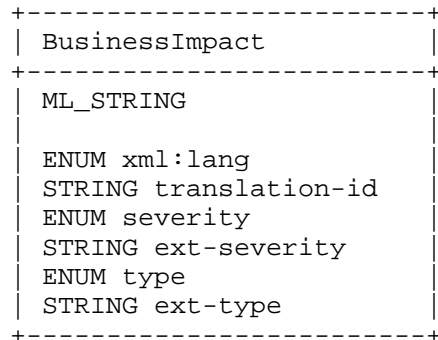 BusinessImpact
ML_STRING
ENUM xml:lang
STRING translation-id
ENUM severity
STRING ext-severity
ENUM type
STRING ext-type